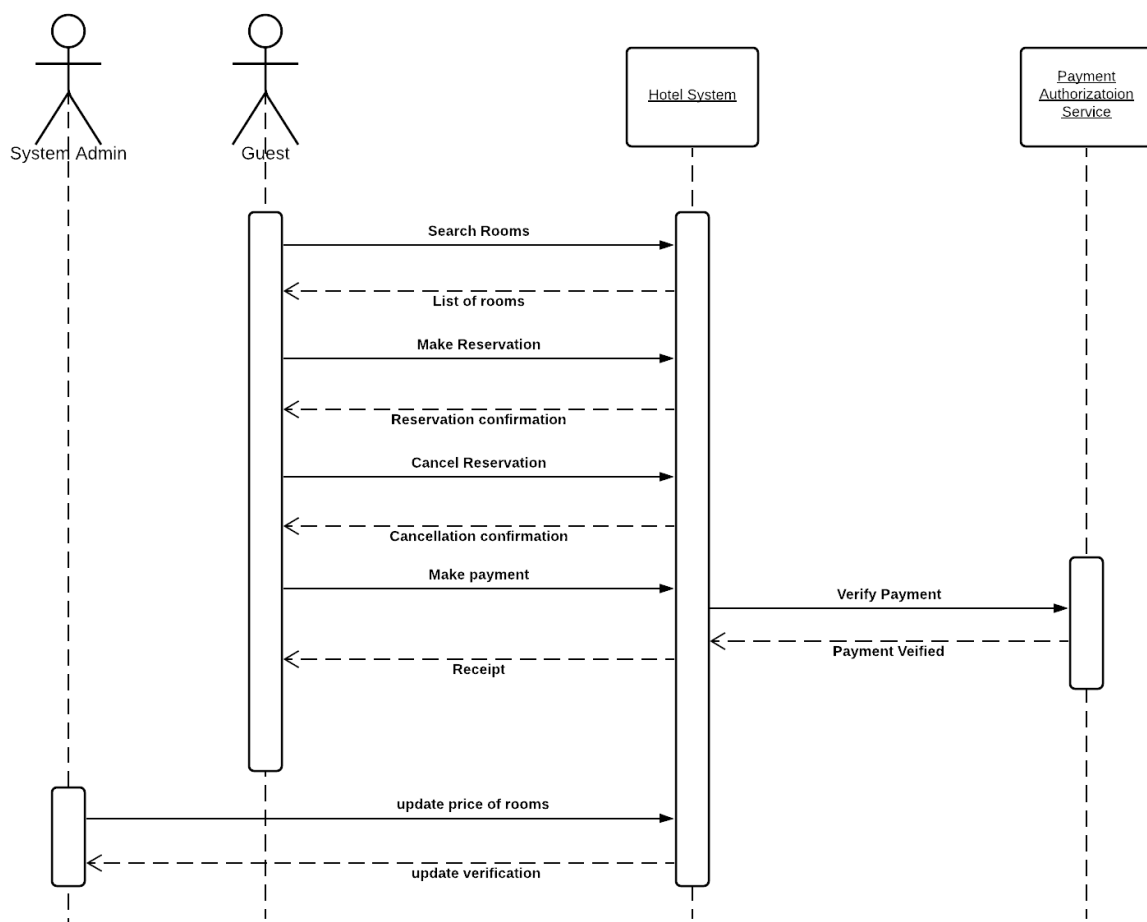 System Admin
Guest
Hotel System
Payment
Authorizatoion
Service
Search Rooms
List of rooms
Make Reservation
Reservation confirmation
Cancel Reservation
Cancellation confirmation
Make payment
Verify Payment
Payment Veified
Receipt
update price of rooms
update verification